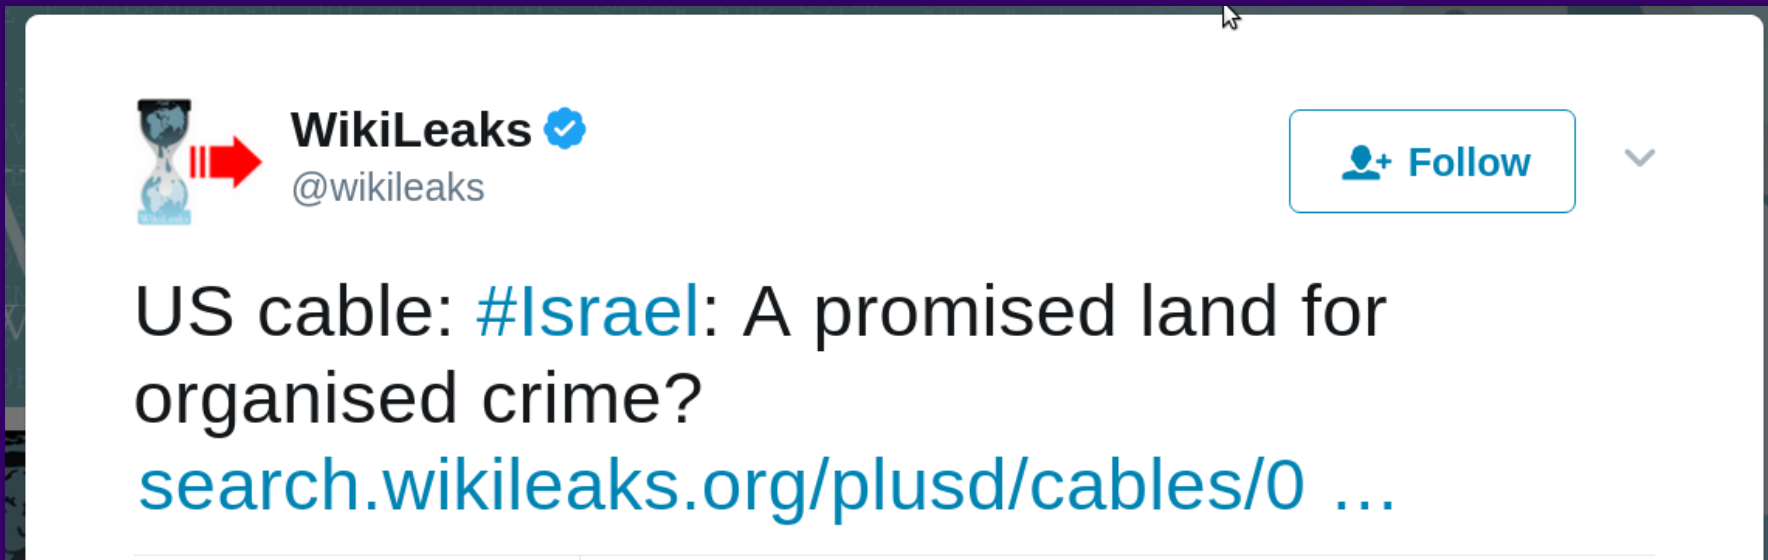 WikiLeaks
@wikileaks
Follow
US cable: #Israel: A promised land for
organised crime?
search.wikileaks.org/plusd/cables/0 ...